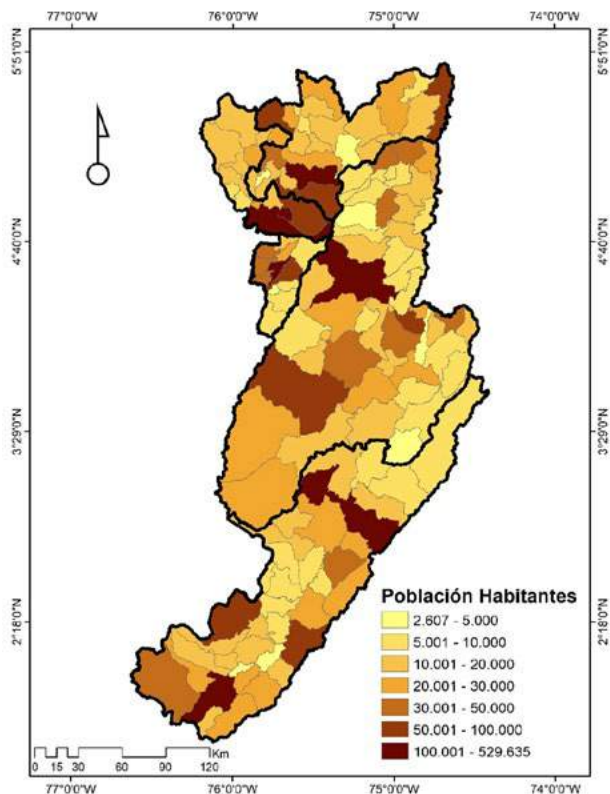 77°0'0"W 76°0'0"W 75°0'0"W 74°0'0"W
5°51'0"N 5°51'0"N
4°40'0"N 4°40'0"N
3°29'0"N 3°29'0"N
2°18'0"N 2°18'0"N
Población Habitantes
2.607 - 5.000
5.001 - 10.000
10.001 - 20.000
20.001 - 30.000
30.001 - 50.000
50.001 - 100.000
100.001 - 529.635
Km
0 15 30 60 90 120
77°0'0"W 76°0'0"W 75°0'0"W 74°0'0"W